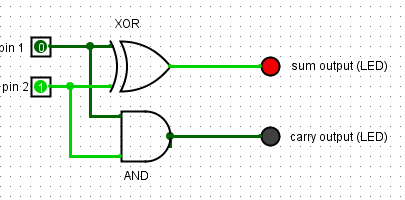 XOR
pin 1
0
sum output (LED)
pin 2
1
carry output (LED)
AND